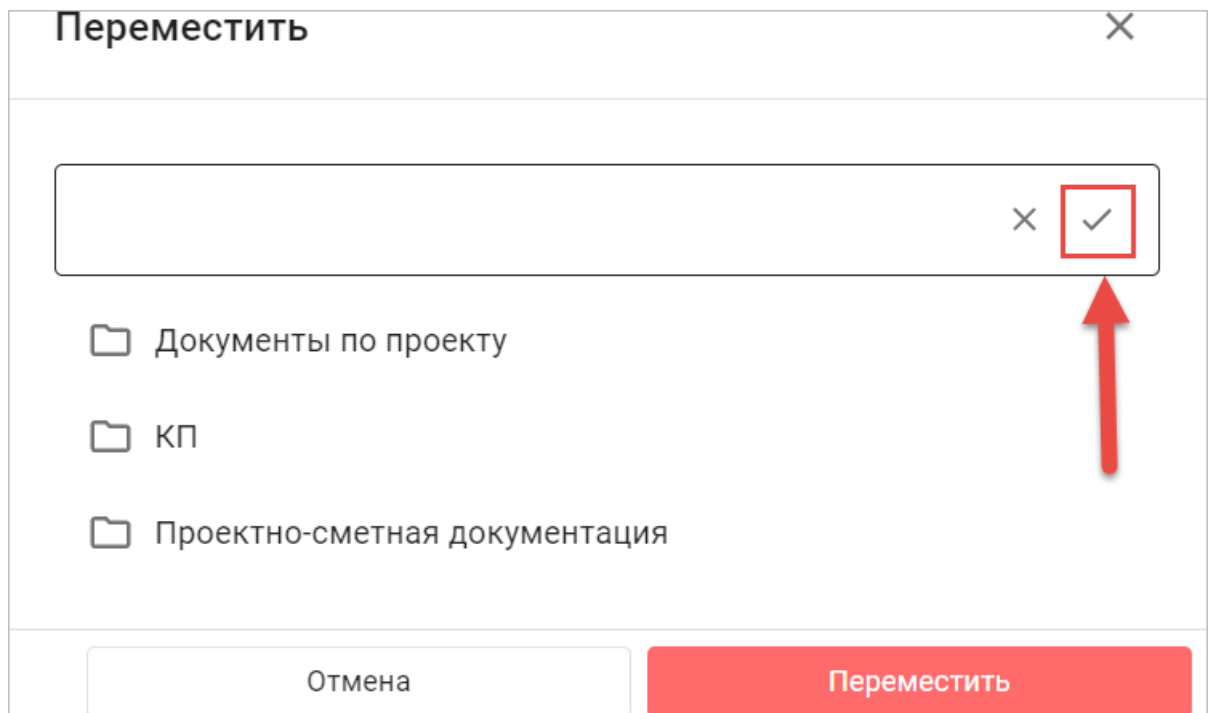 Переместить
Документы по проекту
КП
Проектно-сметная документация
Отмена
Переместить